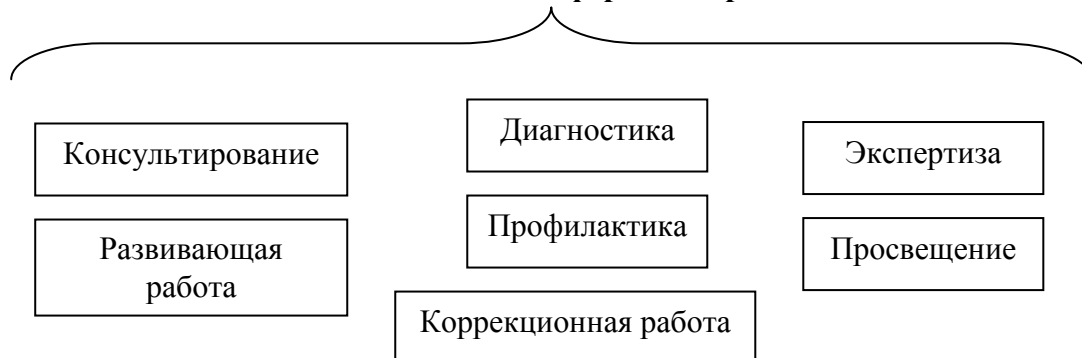 Консультирование
Развивающая
работа
Диагностика
Профилактика
Коррекционная работа
Экспертиза
Просвещение